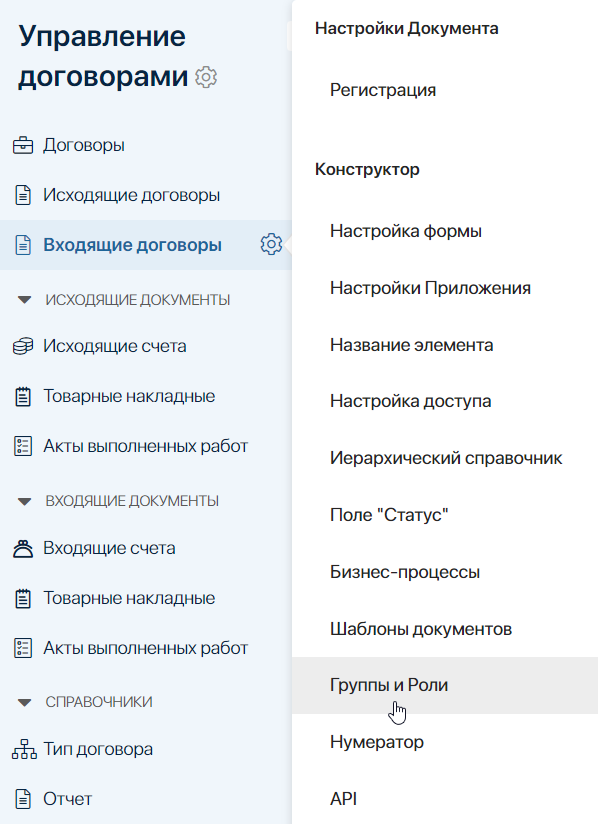 Управление
договорами
Договоры
Исходящие договоры
Входящие договоры
ИСХОДЯЩИЕ ДОКУМЕНТЫ
Исходящие счета
Товарные накладные
Акты выполненных работ
ВХОДЯЩИЕ ДОКУМЕНТЫ
Входящие счета
Товарные накладные
Акты выполненных работ
СПРАВОЧНИКИ
Тип договора
Отчет
Настройки Документа
Регистрация
Конструктор
Настройка формы
Настройки Приложения
Название элемента
Настройка доступа
Иерархический справочник
Поле "Статус"
Бизнес-процессы
Шаблоны документов
Группы и Роли
Нумератор
API